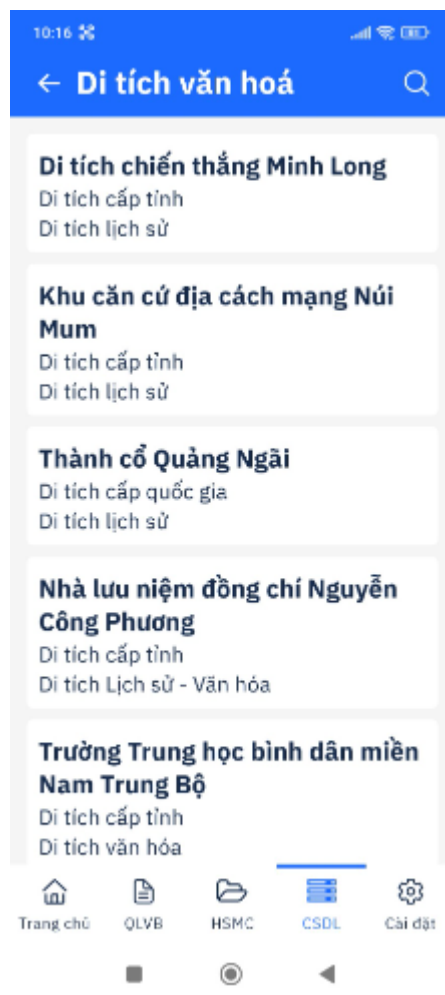 10:16
Di tích văn hoá
Di tích chiến thắng Minh Long
Di tích cấp tỉnh
Di tích lịch sử
Khu căn cứ địa cách mạng Núi
Mum
Di tích cấp tỉnh
Di tích lịch sử
Thành cổ Quảng Ngãi
Di tích cấp quốc gia
Di tích lịch sử
Nhà lưu niệm đồng chí Nguyễn
Công Phương
Di tích cấp tỉnh
Di tích Lịch sử - Văn hóa
Trường Trung học bình dân miền
Nam Trung Bộ
Di tích cấp tỉnh
Di tích văn hóa
Trang chủ QLVB HSMC CSDL Cài đặt